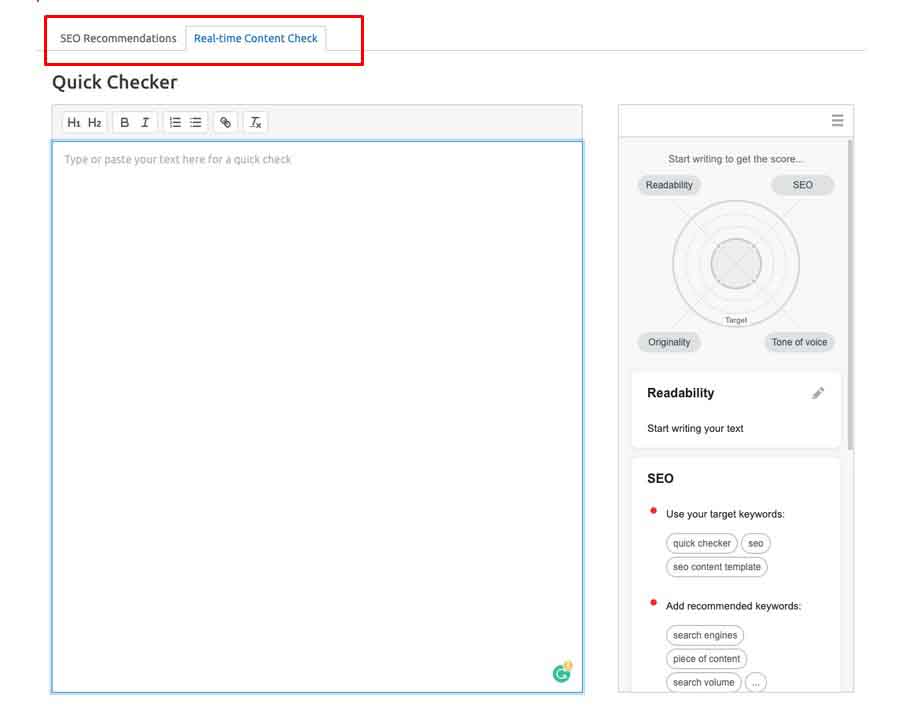 SEO Recommendations
Real-time Content Check
Quick Checker
H1 H2 B I
Type or paste your text here for a quick check
Start writing to get the score...
Readability
SEO
Target
Originality
Tone of voice
Readability
Start writing your text
SEO
Use your target keywords:
quick checker
seo
seo content template
Add recommended keywords:
search engines
piece of content
search volume
...